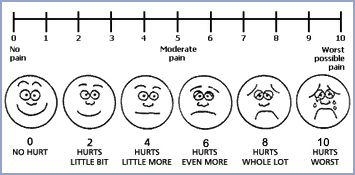 0 1 2 3 4 5 6 7 8 9 10
No pain Moderate pain Worst possible pain
0 2 4 6 8 10
NO HURT HURTS LITTLE BIT HURTS LITTLE MORE HURTS EVEN MORE HURTS WHOLE LOT HURTS WORST